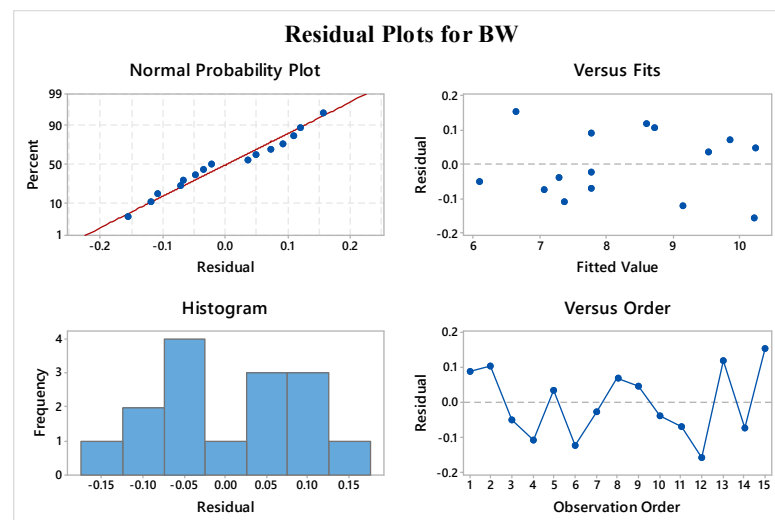 Residual Plots for BW
Normal Probability Plot
99
90
50
10
1
Percent
-0.2 -0.1 0.0 0.1 0.2
Residual
Versus Fits
0.2
0.1
0.0
-0.1
-0.2
Residual
6 7 8 9 10
Fitted Value
Histogram
4
3
2
1
0
Frequency
-0.15 -0.10 -0.05 0.00 0.05 0.10 0.15
Residual
Versus Order
0.2
0.1
0.0
-0.1
-0.2
Residual
1 2 3 4 5 6 7 8 9 10 11 12 13 14 15
Observation Order